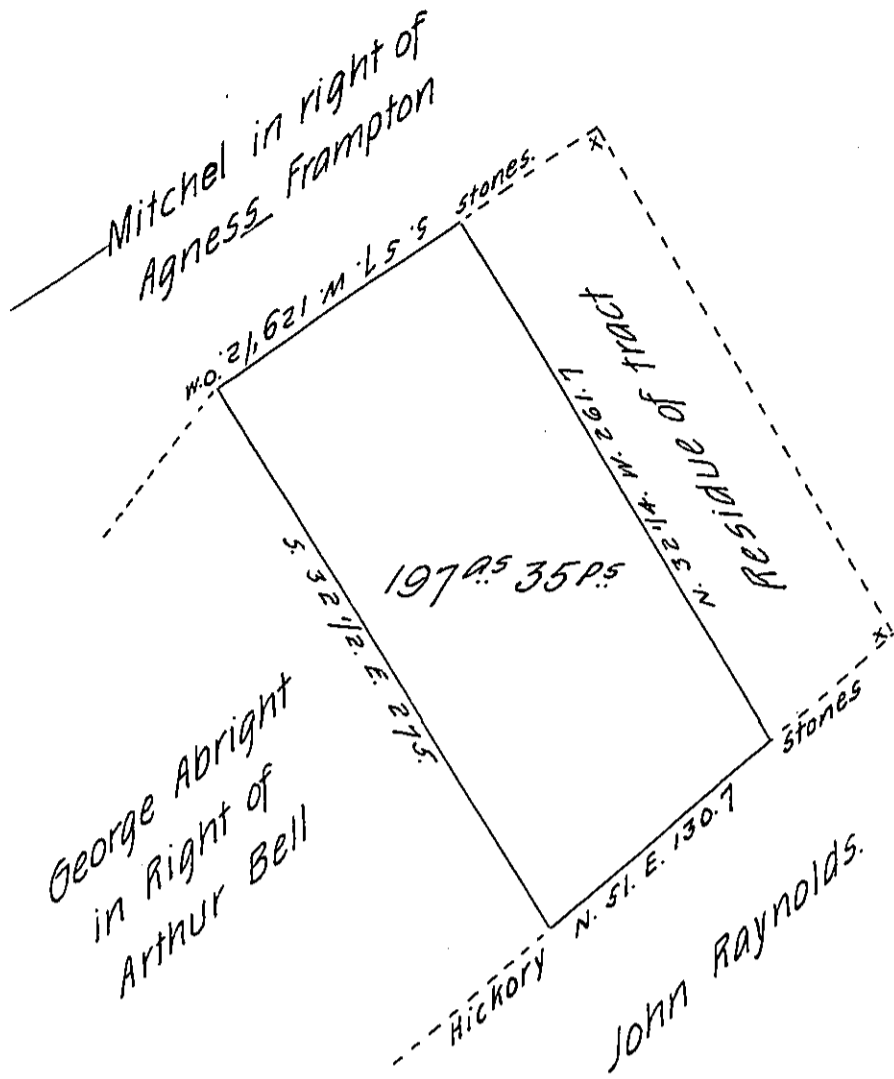 Mitchel in right of
Agness Frampton
stones.
S. 57. W. 129 1/2.
W.O.
Residue of tract
N. 32 1/4. W. 261.7
197 as 35 ps
S. 32 1/2. E. 275.
George Abright
in Right of
Arthur Bell
stones
N. 51. E. 130.7
Hickory
John Raynolds.
x
x